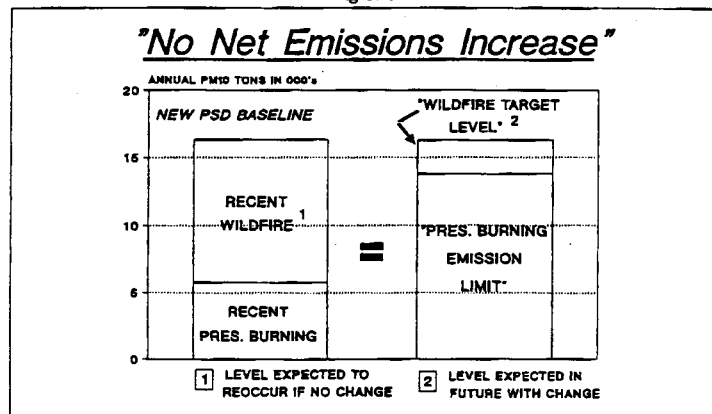 "No Net Emissions Increase"
ANNUAL PM10 TONS IN 000's
20
NEW PSD BASELINE
"WILDFIRE TARGET
LEVEL" 2
15
RECENT
WILDFIRE 1
10
=
"PRES. BURNING
EMISSION
LIMIT"
5
RECENT
PRES. BURNING
0
1 LEVEL EXPECTED TO
REOCCUR IF NO CHANGE
2 LEVEL EXPECTED IN
FUTURE WITH CHANGE